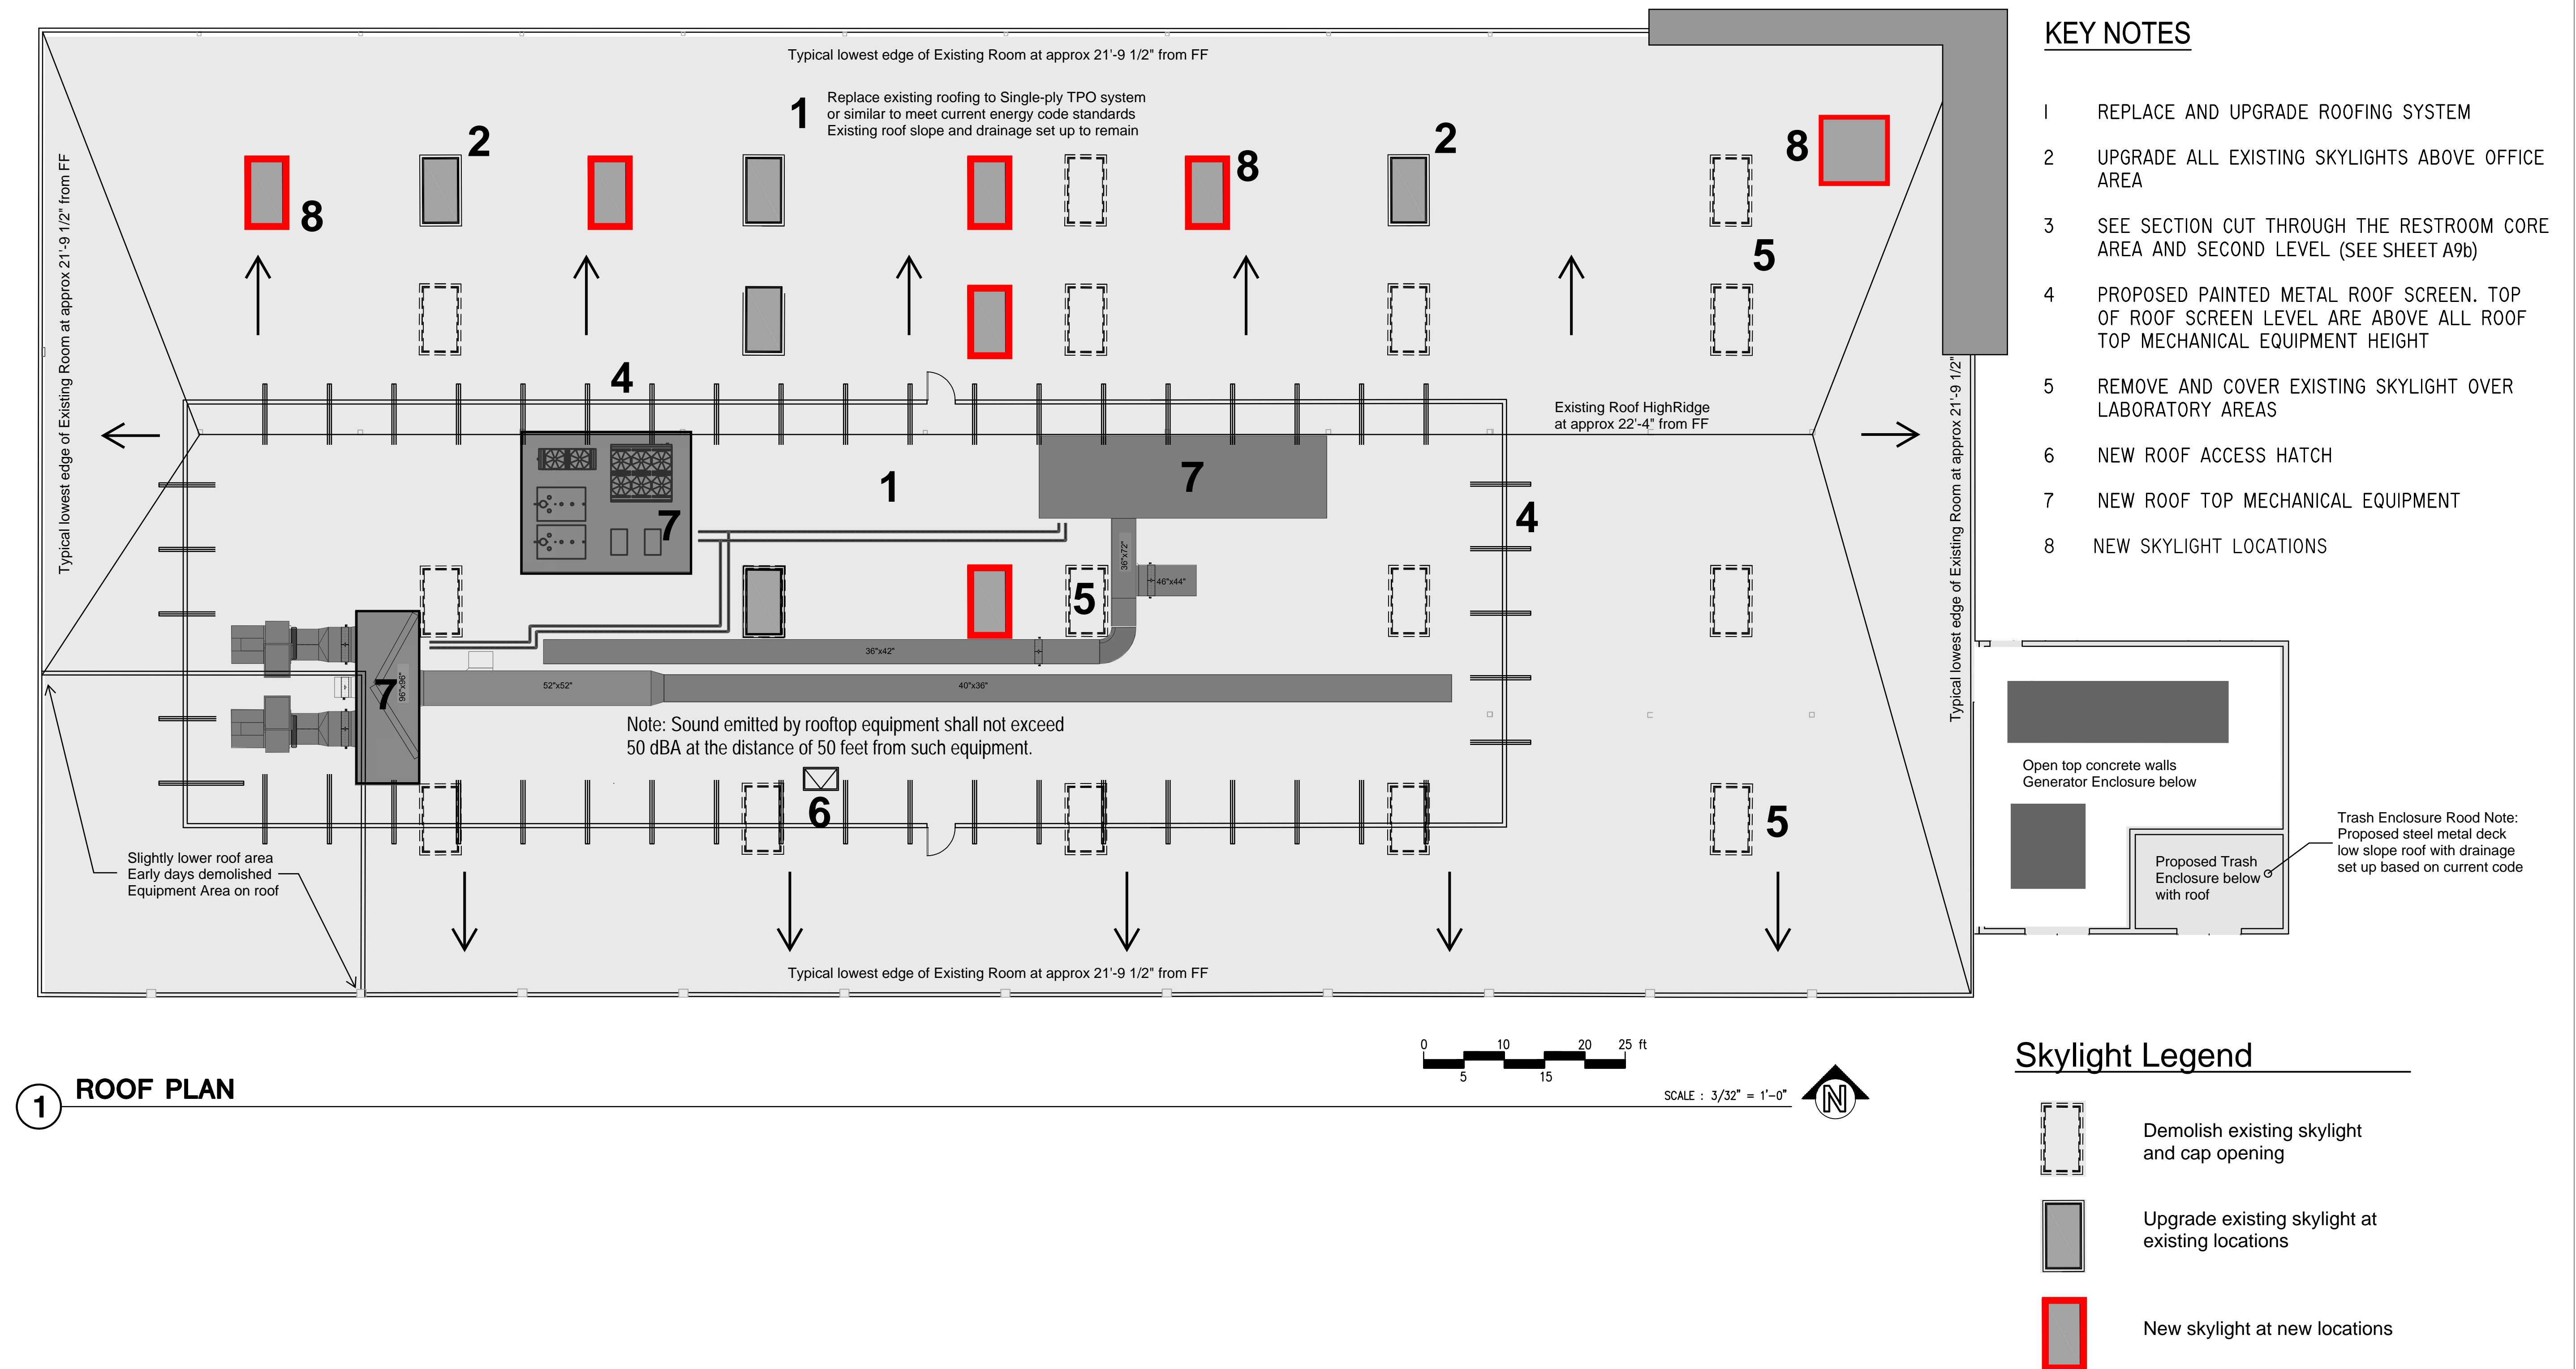 Typical lowest edge of Existing Room at approx 21'-9 1/2" from FF
1
Replace existing roofing to Single-ply TPO system
or similar to meet current energy code standards
Existing roof slope and drainage set up to remain
2
2
8
8
8
5
Typical lowest edge of Existing Room at approx 21'-9 1/2" from FF
4
Existing Roof HighRidge
at approx 22'-4" from FF
Typical lowest edge of Existing Room at approx 21'-9 1/2"
7
1
7
4
36"x72"
46"x44"
5
36"x42"
7
96"x96"
52"x52"
40"x36"
Note: Sound emitted by rooftop equipment shall not exceed
50 dBA at the distance of 50 feet from such equipment.
6
5
Slightly lower roof area
Early days demolished
Equipment Area on roof
Typical lowest edge of Existing Room at approx 21'-9 1/2" from FF
Open top concrete walls
Generator Enclosure below
Proposed Trash
Enclosure below
with roof
Trash Enclosure Rood Note:
Proposed steel metal deck
low slope roof with drainage
set up based on current code
KEY NOTES
1 REPLACE AND UPGRADE ROOFING SYSTEM
2 UPGRADE ALL EXISTING SKYLIGHTS ABOVE OFFICE
AREA
3 SEE SECTION CUT THROUGH THE RESTROOM CORE
AREA AND SECOND LEVEL (SEE SHEET A9b)
4 PROPOSED PAINTED METAL ROOF SCREEN. TOP
OF ROOF SCREEN LEVEL ARE ABOVE ALL ROOF
TOP MECHANICAL EQUIPMENT HEIGHT
5 REMOVE AND COVER EXISTING SKYLIGHT OVER
LABORATORY AREAS
6 NEW ROOF ACCESS HATCH
7 NEW ROOF TOP MECHANICAL EQUIPMENT
8 NEW SKYLIGHT LOCATIONS
0 10 20 25 ft
5 15
SCALE : 3/32" = 1'-0"
N
1 ROOF PLAN
Skylight Legend
Demolish existing skylight
and cap opening
Upgrade existing skylight at
existing locations
New skylight at new locations